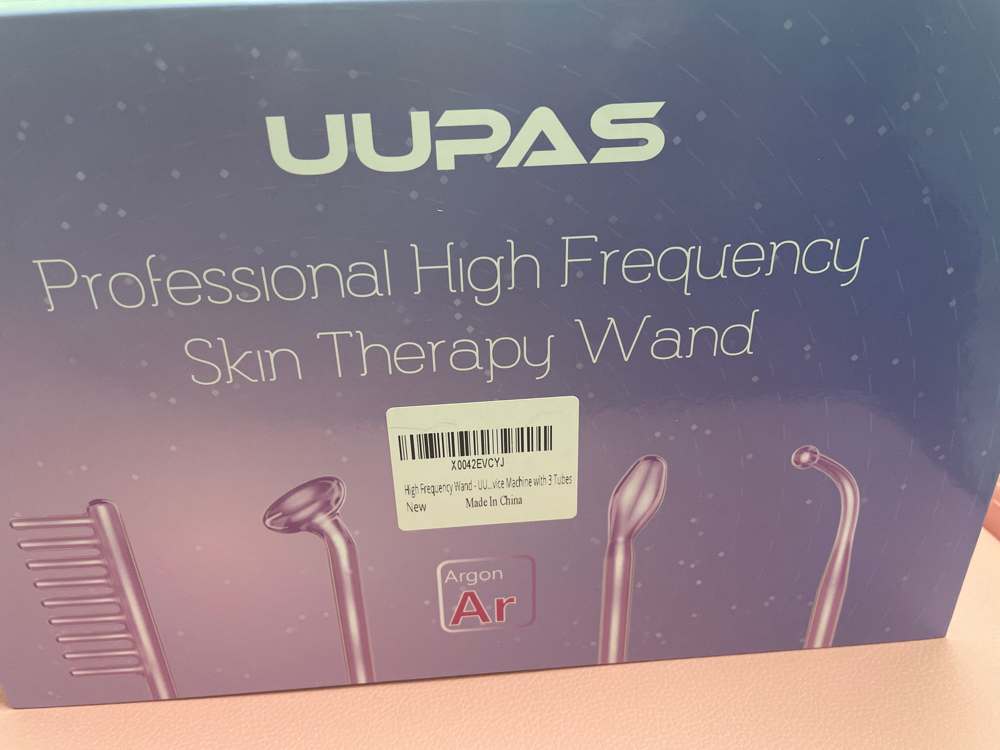 UUPAS
Professional High Frequency
Skin Therapy Wand
X0042EVCYJ
High Frequency Wand - UU...vice Machine with 3 Tubes
New Made In China
Argon
Ar